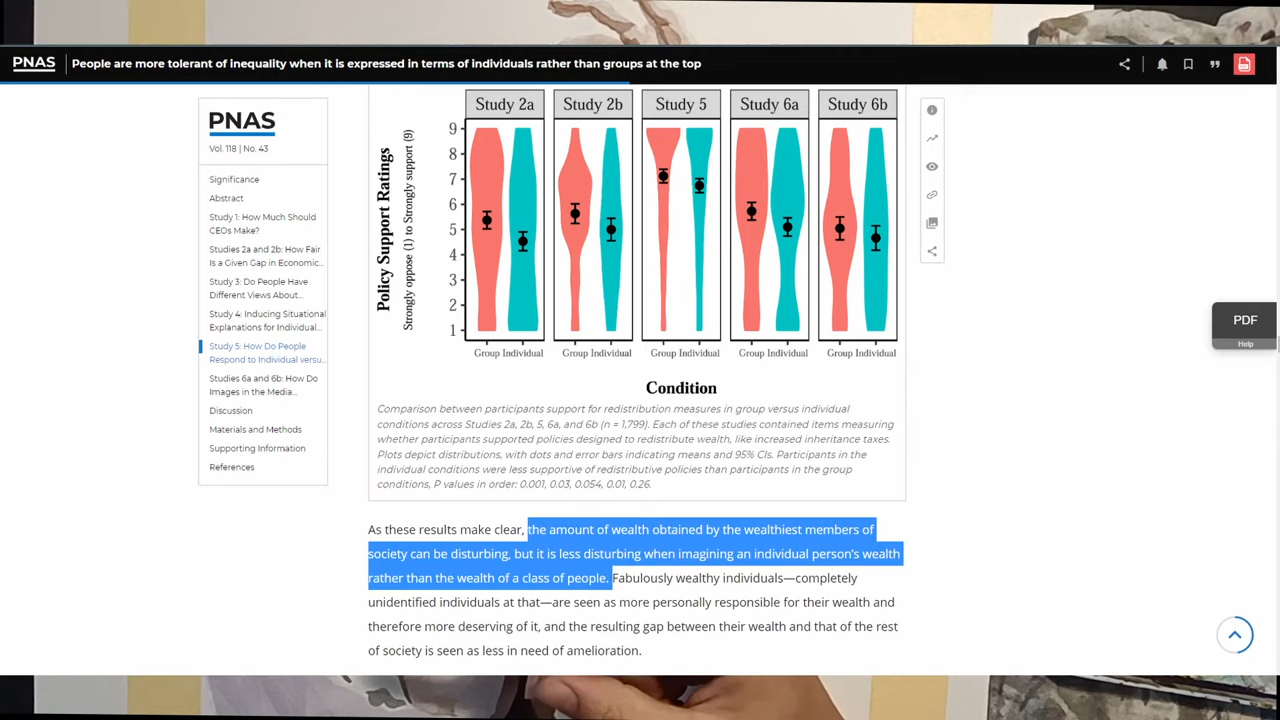 PNAS
People are more tolerant of inequality when it is expressed in terms of individuals rather than groups at the top
PNAS
Vol. 118 | No. 43
Significance
Abstract
Study 1: How Much Should
CEOs Make?
Studies 2a and 2b: How Fair
Is a Given Gap in Economic...
Study 3: Do People Have
Different Views About...
Study 4: Inducing Situational
Explanations for Individual...
Study 5: How Do People
Respond to Individual versu...
Studies 6a and 6b: How Do
Images in the Media...
Discussion
Materials and Methods
Supporting Information
References
Study 2a Study 2b Study 5 Study 6a Study 6b
Policy Support Ratings
Strongly oppose (1) to Strongly support (9)
9
8
7
6
5
4
3
2
1
Group Individual Group Individual Group Individual Group Individual Group Individual
Condition
Comparison between participants support for redistribution measures in group versus individual
conditions across Studies 2a, 2b, 5, 6a, and 6b (n = 1,799). Each of these studies contained items measuring
whether participants supported policies designed to redistribute wealth, like increased inheritance taxes.
Plots depict distributions, with dots and error bars indicating means and 95% CIs. Participants in the
individual conditions were less supportive of redistributive policies than participants in the group
conditions, P values in order: 0.001, 0.03, 0.054, 0.01, 0.26.
As these results make clear, the amount of wealth obtained by the wealthiest members of
society can be disturbing, but it is less disturbing when imagining an individual person's wealth
rather than the wealth of a class of people. Fabulously wealthy individuals—completely
unidentified individuals at that—are seen as more personally responsible for their wealth and
therefore more deserving of it, and the resulting gap between their wealth and that of the rest
of society is seen as less in need of amelioration.
PDF
Help